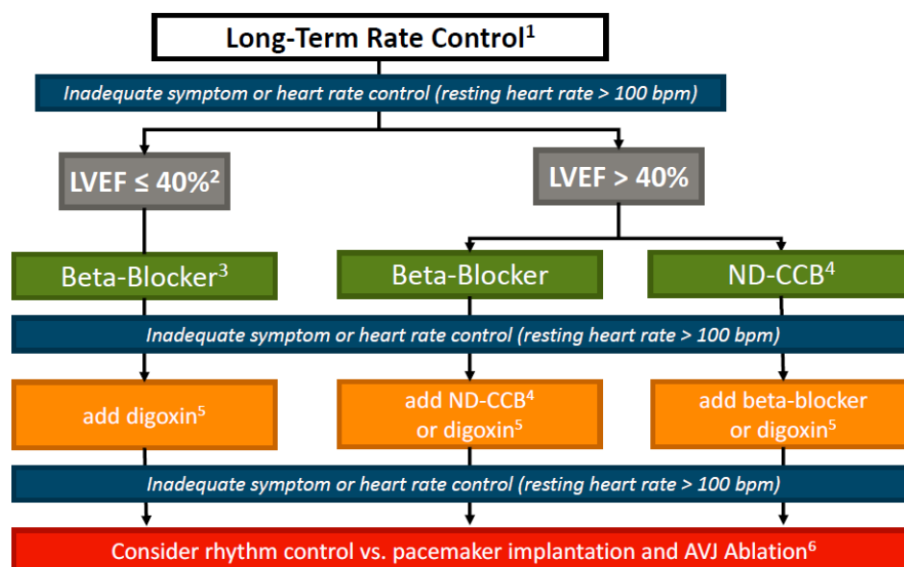 Long-Term Rate Control¹
Inadequate symptom or heart rate control (resting heart rate > 100 bpm)
LVEF ≤ 40%²
LVEF > 40%
Beta-Blocker³
Beta-Blocker
ND-CCB⁴
Inadequate symptom or heart rate control (resting heart rate > 100 bpm)
add digoxin⁵
add ND-CCB⁴
or digoxin⁵
add beta-blocker
or digoxin⁵
Inadequate symptom or heart rate control (resting heart rate > 100 bpm)
Consider rhythm control vs. pacemaker implantation and AVJ Ablation⁶